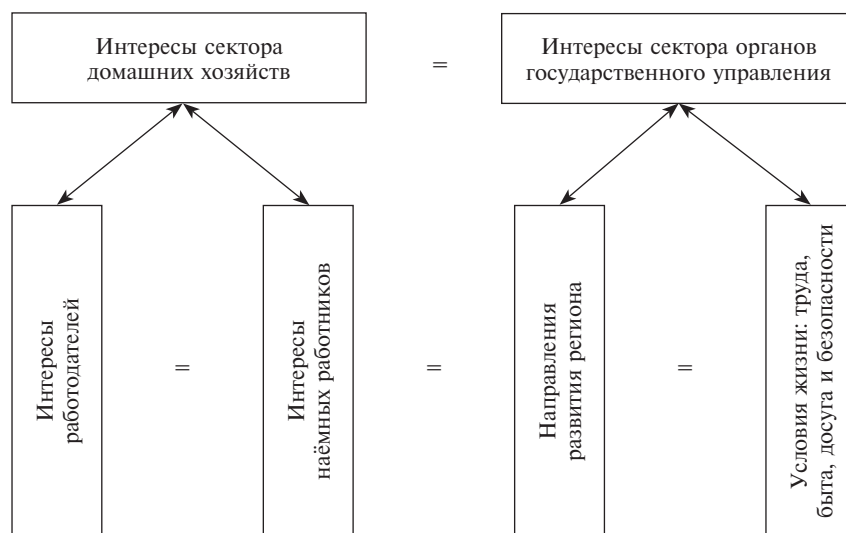 Интересы сектора
домашних хозяйств
=
Интересы сектора органов
государственного управления
Интересы
работодателей
=
Интересы
наёмных работников
=
Направления
развития региона
=
Условия жизни: труда,
быта, досуга и безопасности